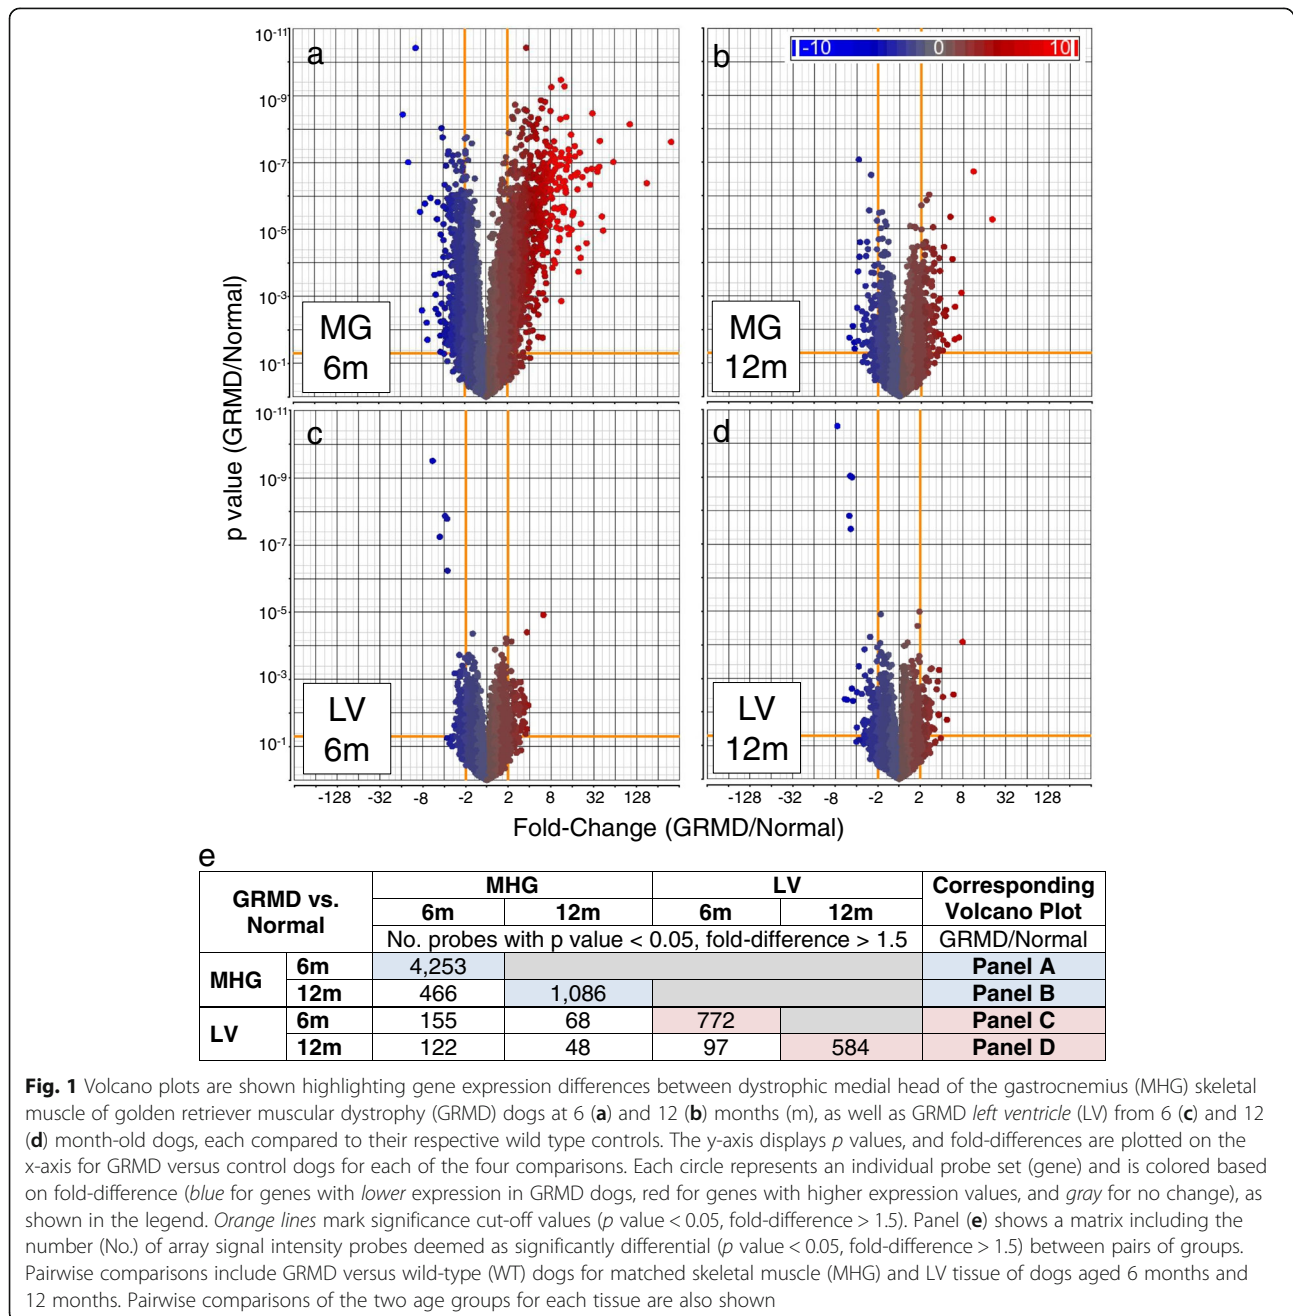 a
b
-10 0 10
10-11
10-9
10-7
10-5
10-3
10-1
MG
6m
MG
12m
c
d
10-11
10-9
10-7
10-5
10-3
10-1
LV
6m
LV
12m
p value (GRMD/Normal)
-128 -32 -8 -2 2 8 32 128
-128 -32 -8 -2 2 8 32 128
Fold-Change (GRMD/Normal)
e
GRMD vs. Normal MHG LV Corresponding Volcano Plot
6m 12m 6m 12m
No. probes with p value < 0.05, fold-difference > 1.5 GRMD/Normal
MHG 6m 4,253 Panel A
12m 466 1,086 Panel B
LV 6m 155 68 772 Panel C
12m 122 48 97 584 Panel D
Fig. 1 Volcano plots are shown highlighting gene expression differences between dystrophic medial head of the gastrocnemius (MHG) skeletal
muscle of golden retriever muscular dystrophy (GRMD) dogs at 6 (a) and 12 (b) months (m), as well as GRMD left ventricle (LV) from 6 (c) and 12
(d) month-old dogs, each compared to their respective wild type controls. The y-axis displays p values, and fold-differences are plotted on the
x-axis for GRMD versus control dogs for each of the four comparisons. Each circle represents an individual probe set (gene) and is colored based
on fold-difference (blue for genes with lower expression in GRMD dogs, red for genes with higher expression values, and gray for no change), as
shown in the legend. Orange lines mark significance cut-off values (p value < 0.05, fold-difference > 1.5). Panel (e) shows a matrix including the
number (No.) of array signal intensity probes deemed as significantly differential (p value < 0.05, fold-difference > 1.5) between pairs of groups.
Pairwise comparisons include GRMD versus wild-type (WT) dogs for matched skeletal muscle (MHG) and LV tissue of dogs aged 6 months and
12 months. Pairwise comparisons of the two age groups for each tissue are also shown